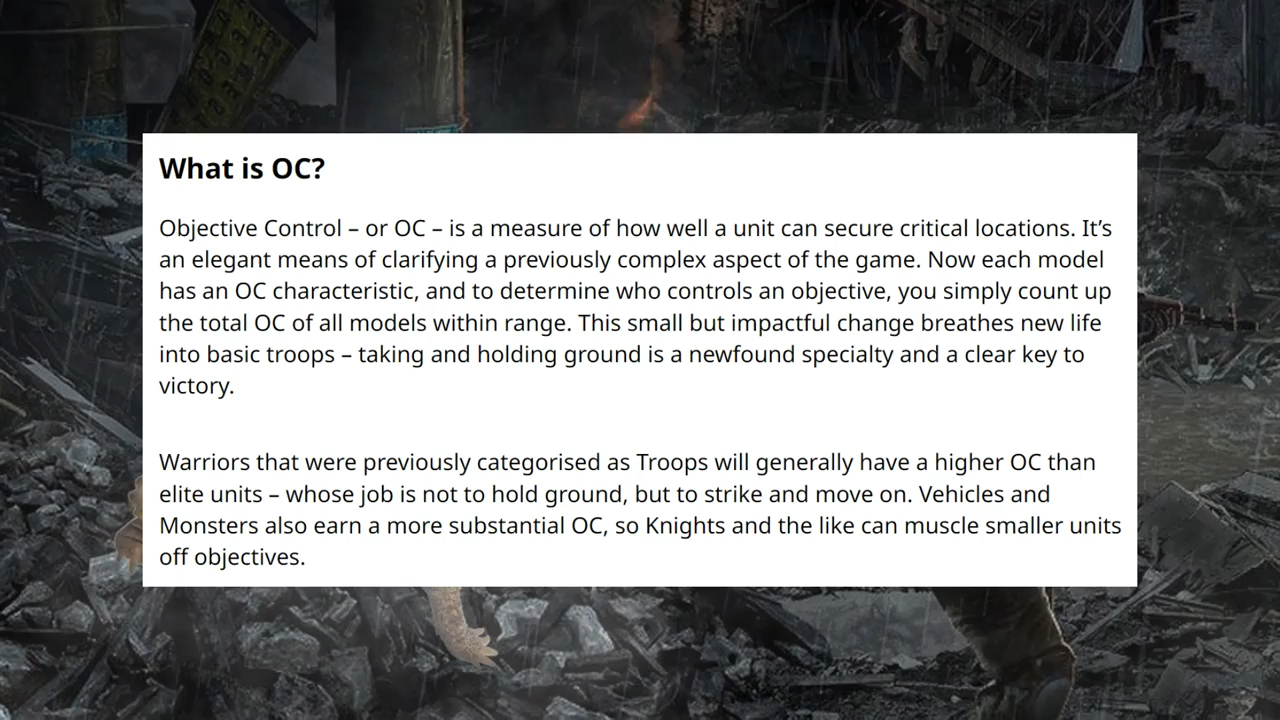 What is OC?
Objective Control – or OC – is a measure of how well a unit can secure critical locations. It’s
an elegant means of clarifying a previously complex aspect of the game. Now each model
has an OC characteristic, and to determine who controls an objective, you simply count up
the total OC of all models within range. This small but impactful change breathes new life
into basic troops – taking and holding ground is a newfound specialty and a clear key to
victory.
Warriors that were previously categorised as Troops will generally have a higher OC than
elite units – whose job is not to hold ground, but to strike and move on. Vehicles and
Monsters also earn a more substantial OC, so Knights and the like can muscle smaller units
off objectives.